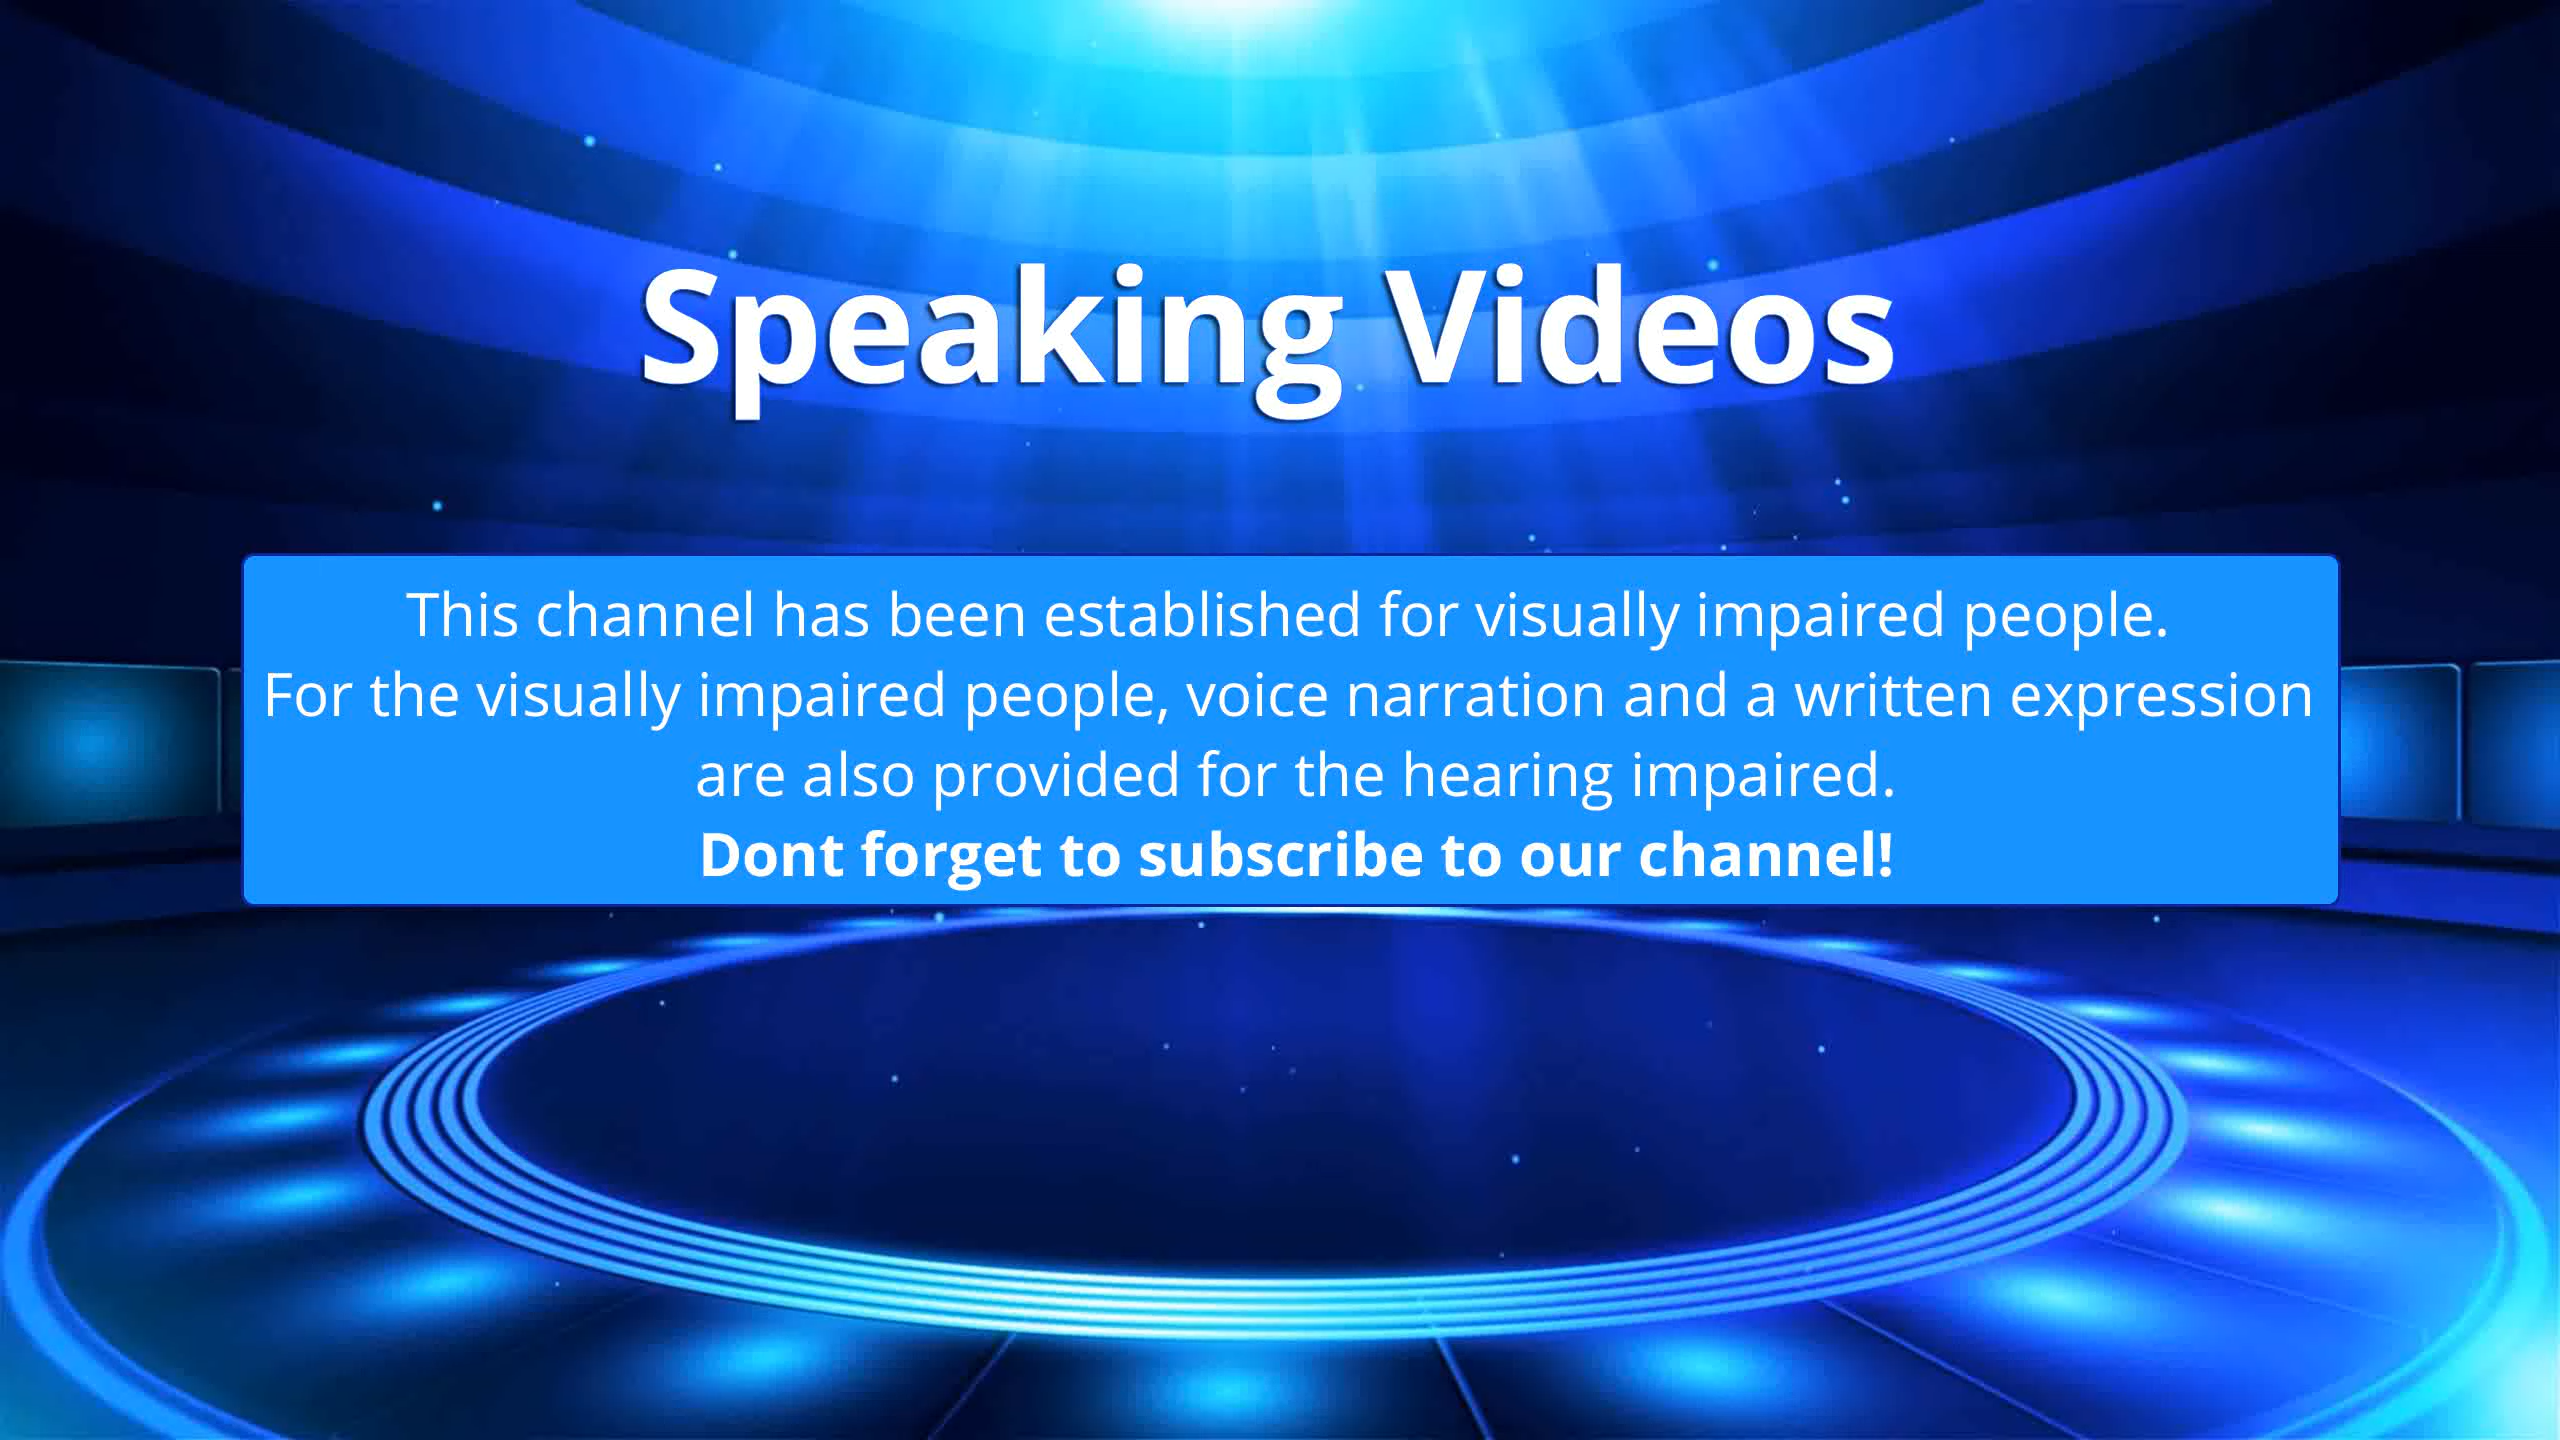 Speaking Videos
This channel has been established for visually impaired people.
For the visually impaired people, voice narration and a written expression
are also provided for the hearing impaired.
Dont forget to subscribe to our channel!